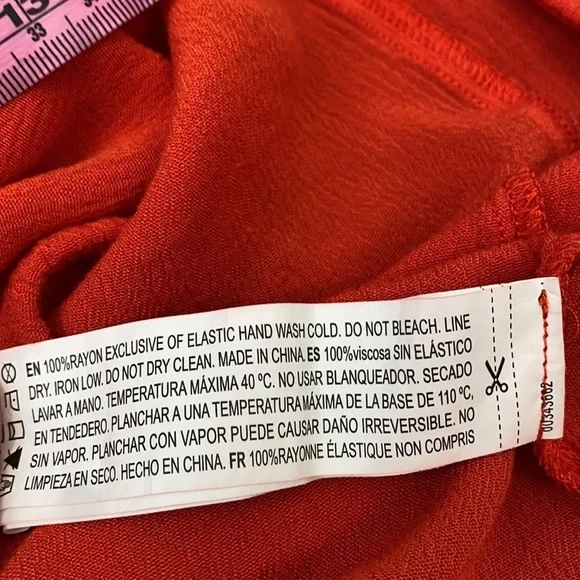 13
33
EN 100%RAYON EXCLUSIVE OF ELASTIC HAND WASH COLD. DO NOT BLEACH. LINE
DRY. IRON LOW. DO NOT DRY CLEAN. MADE IN CHINA. ES 100%viscosa SIN ELÁSTICO
LAVAR A MANO. TEMPERATURA MÁXIMA 40 ºC. NO USAR BLANQUEADOR. SECADO
EN TENDEDERO. PLANCHAR A UNA TEMPERATURA MÁXIMA DE LA BASE DE 110 ºC,
SIN VAPOR. PLANCHAR CON VAPOR PUEDE CAUSAR DAÑO IRREVERSIBLE. NO
LIMPIEZA EN SECO. HECHO EN CHINA. FR 100%RAYONNE ÉLASTIQUE NON COMPRIS
00343662